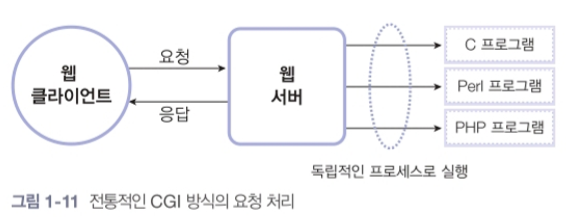 웹
클라이언트
요청
응답
웹
서버
C 프로그램
Perl 프로그램
PHP 프로그램
독립적인 프로세스로 실행
그림 1-11 전통적인 CGI 방식의 요청 처리